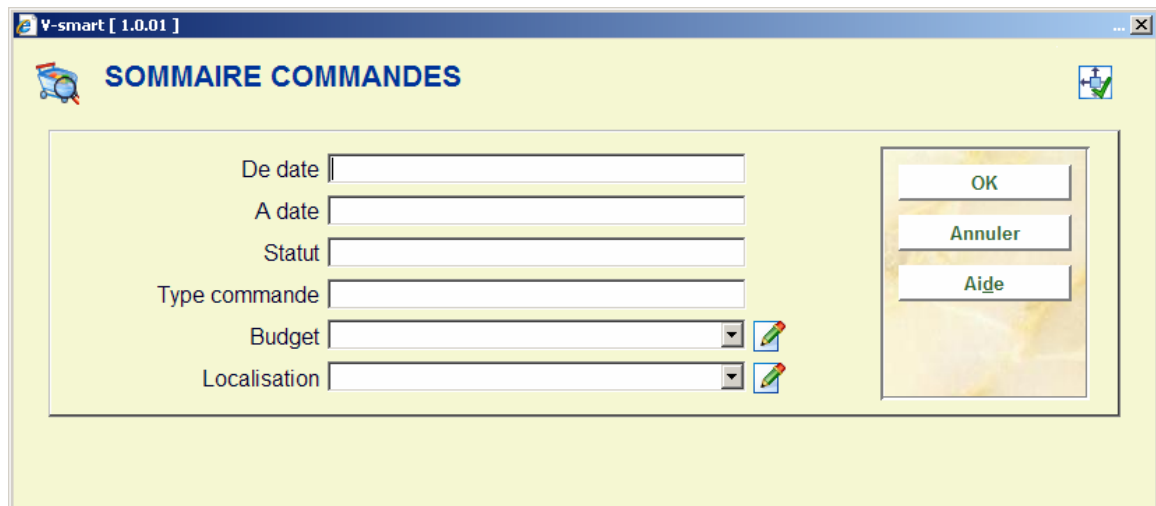 V-smart [ 1.0.01 ] ...
SOMMAIRE COMMANDES
De date
A date
Statut
Type commande
Budget
Localisation
OK
Annuler
Aide